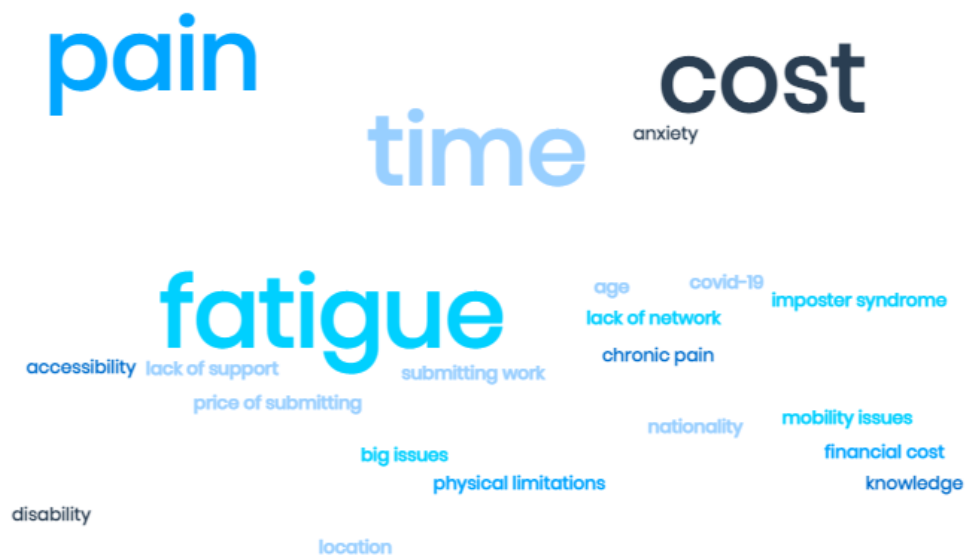 pain
cost
time
anxiety
fatigue
age
covid-19
imposter syndrome
lack of network
chronic pain
accessibility
lack of support
submitting work
price of submitting
nationality
mobility issues
big issues
financial cost
physical limitations
knowledge
disability
location